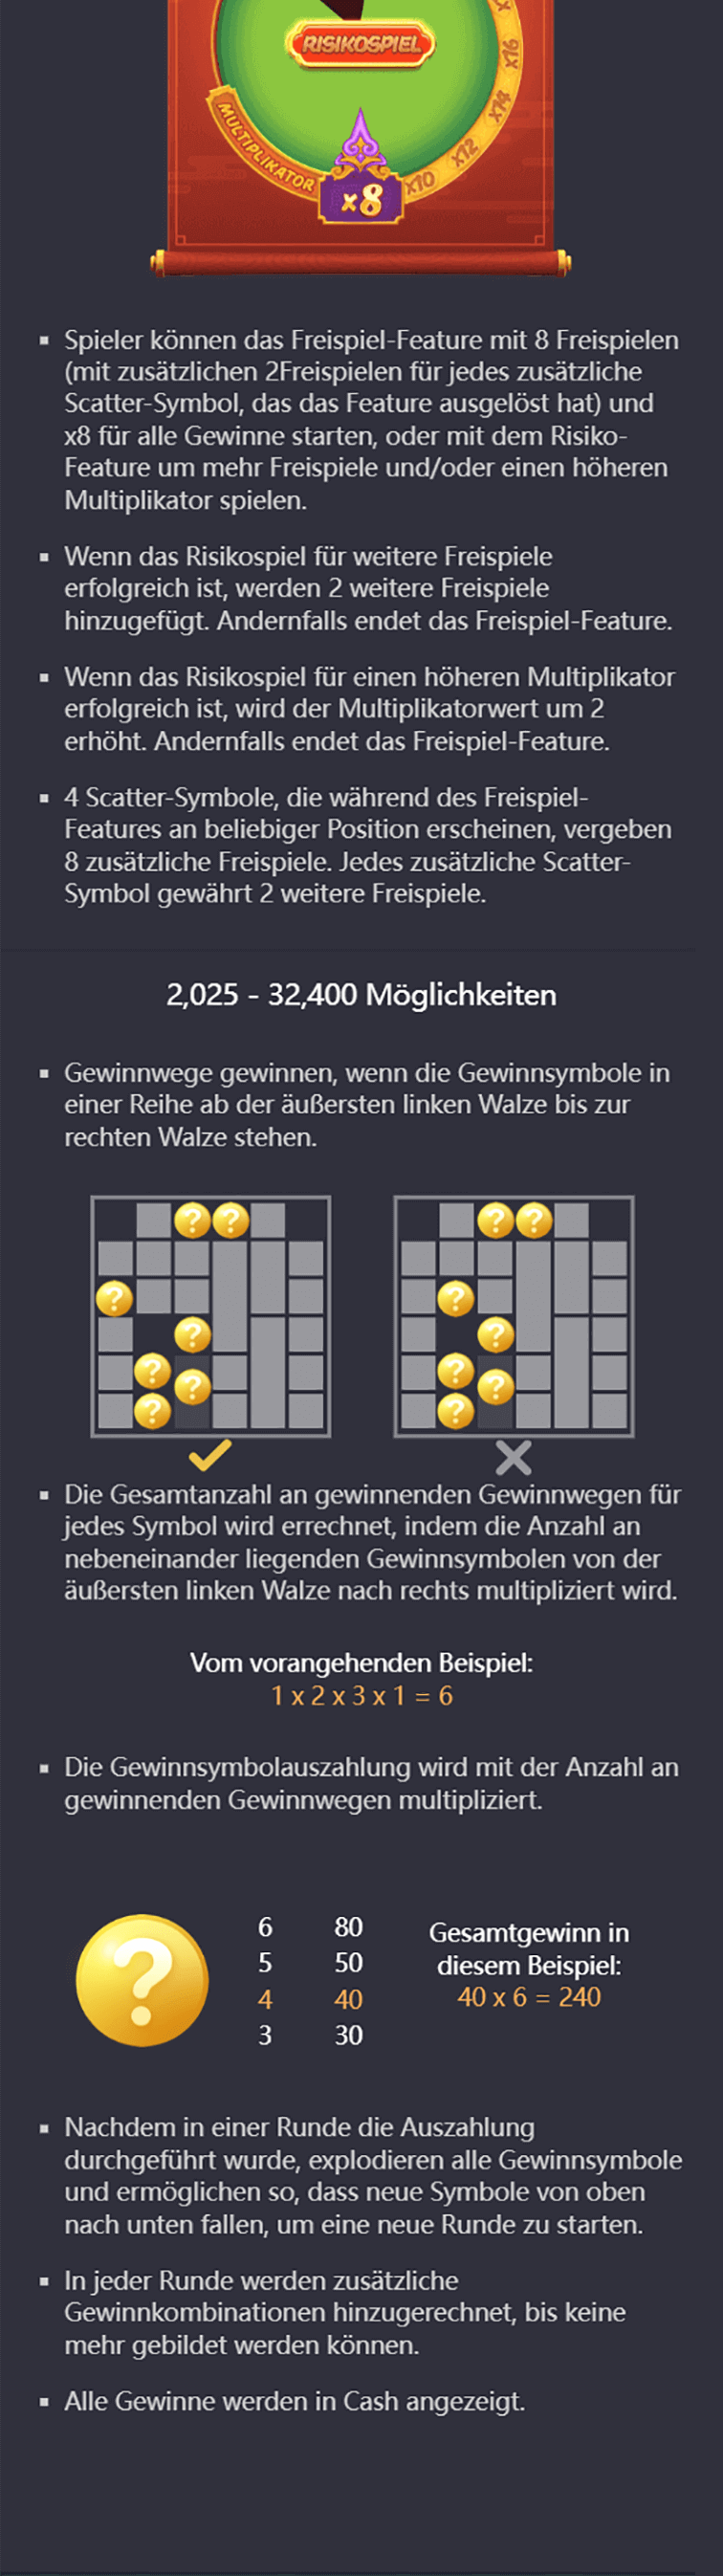 RISIKOSPIEL
MULTIPLIKATOR
x8
x10
x12
x14
x16
Spieler können das Freispiel-Feature mit 8 Freispielen
(mit zusätzlichen 2Freispielen für jedes zusätzliche
Scatter-Symbol, das das Feature ausgelöst hat) und
x8 für alle Gewinne starten, oder mit dem Risiko-
Feature um mehr Freispiele und/oder einen höheren
Multiplikator spielen.
Wenn das Risikospiel für weitere Freispiele
erfolgreich ist, werden 2 weitere Freispiele
hinzugefügt. Andernfalls endet das Freispiel-Feature.
Wenn das Risikospiel für einen höheren Multiplikator
erfolgreich ist, wird der Multiplikatorwert um 2
erhöht. Andernfalls endet das Freispiel-Feature.
4 Scatter-Symbole, die während des Freispiel-
Features an beliebiger Position erscheinen, vergeben
8 zusätzliche Freispiele. Jedes zusätzliche Scatter-
Symbol gewährt 2 weitere Freispiele.
2,025 - 32,400 Möglichkeiten
Gewinnwege gewinnen, wenn die Gewinnsymbole in
einer Reihe ab der äußersten linken Walze bis zur
rechten Walze stehen.
? ? ? ?
? ?
? ?
? ?
? ? ? ?
? ?
Die Gesamtanzahl an gewinnenden Gewinnwegen für
jedes Symbol wird errechnet, indem die Anzahl an
nebeneinander liegenden Gewinnsymbolen von der
äußersten linken Walze nach rechts multipliziert wird.
Vom vorangehenden Beispiel:
1 x 2 x 3 x 1 = 6
Die Gewinnsymbolauszahlung wird mit der Anzahl an
gewinnenden Gewinnwegen multipliziert.
?
6 80
5 50
4 40
3 30
Gesamtgewinn in
diesem Beispiel:
40 x 6 = 240
Nachdem in einer Runde die Auszahlung
durchgeführt wurde, explodieren alle Gewinnsymbole
und ermöglichen so, dass neue Symbole von oben
nach unten fallen, um eine neue Runde zu starten.
In jeder Runde werden zusätzliche
Gewinnkombinationen hinzugerechnet, bis keine
mehr gebildet werden können.
Alle Gewinne werden in Cash angezeigt.